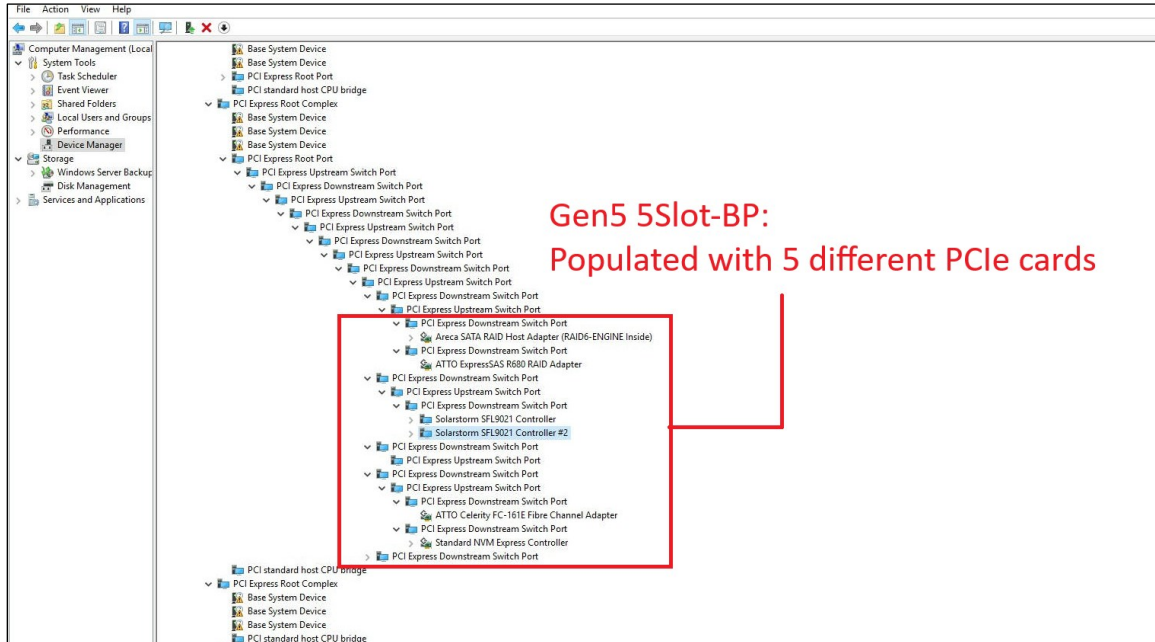 File Action View Help
Computer Management (Local
System Tools
Task Scheduler
Event Viewer
Shared Folders
Local Users and Groups
Performance
Device Manager
Storage
Windows Server Backup
Disk Management
Services and Applications
Base System Device
Base System Device
PCI Express Root Port
PCI standard host CPU bridge
PCI Express Root Complex
Base System Device
Base System Device
Base System Device
PCI Express Root Port
PCI Express Upstream Switch Port
PCI Express Downstream Switch Port
PCI Express Upstream Switch Port
PCI Express Downstream Switch Port
PCI Express Upstream Switch Port
PCI Express Downstream Switch Port
PCI Express Upstream Switch Port
PCI Express Downstream Switch Port
PCI Express Upstream Switch Port
PCI Express Downstream Switch Port
PCI Express Upstream Switch Port
PCI Express Downstream Switch Port
Areca SATA RAID Host Adapter (RAID6-ENGINE Inside)
PCI Express Downstream Switch Port
ATTO ExpressSAS R680 RAID Adapter
PCI Express Downstream Switch Port
PCI Express Upstream Switch Port
PCI Express Downstream Switch Port
Solarstorm SFL9021 Controller
Solarstorm SFL9021 Controller #2
PCI Express Downstream Switch Port
PCI Express Upstream Switch Port
PCI Express Downstream Switch Port
PCI Express Upstream Switch Port
PCI Express Downstream Switch Port
ATTO Celerity FC-161E Fibre Channel Adapter
PCI Express Downstream Switch Port
Standard NVM Express Controller
PCI Express Downstream Switch Port
PCI standard host CPU bridge
PCI Express Root Complex
Base System Device
Base System Device
Base System Device
PCI standard host CPU bridge
Gen5 5Slot-BP:
Populated with 5 different PCIe cards